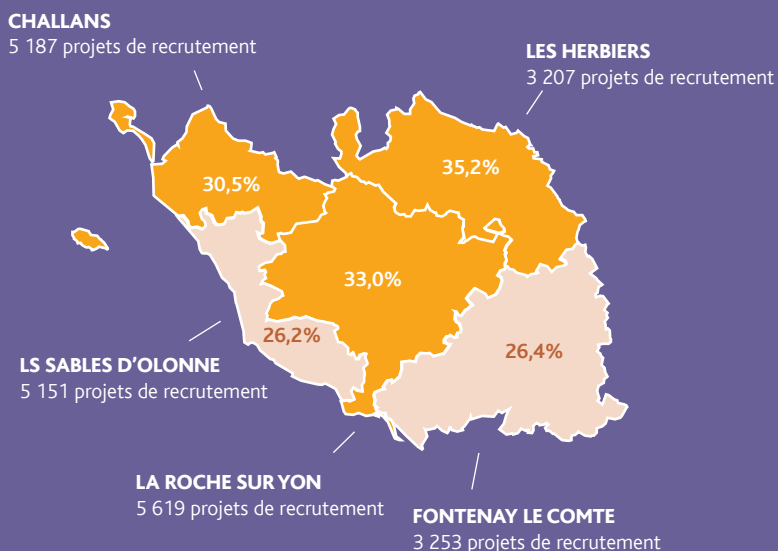 CHALLANS
5 187 projets de recrutement
LES HERBIERS
3 207 projets de recrutement
30,5%
35,2%
33,0%
26,2%
26,4%
LS SABLES D'OLONNE
5 151 projets de recrutement
LA ROCHE SUR YON
5 619 projets de recrutement
FONTENAY LE COMTE
3 253 projets de recrutement